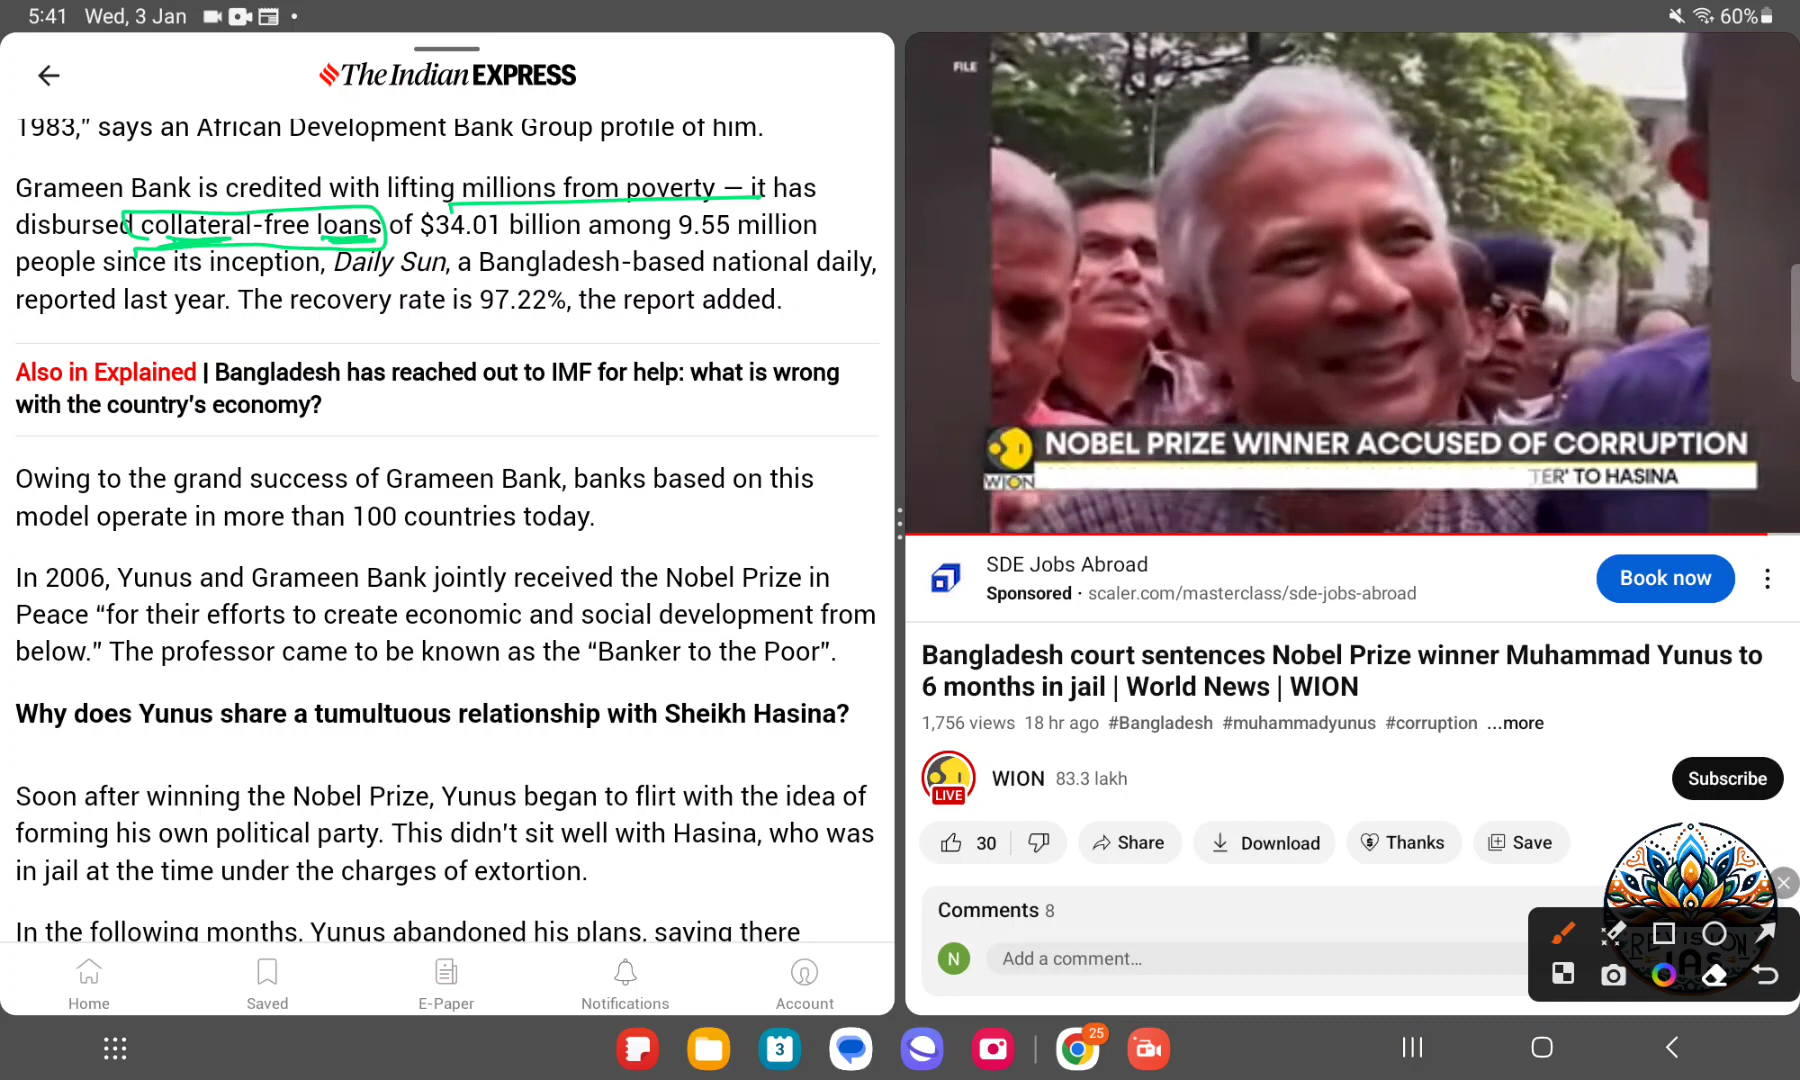 5:41 Wed, 3 Jan
60%
The Indian EXPRESS
1983,” says an African Development Bank Group profile of him.
Grameen Bank is credited with lifting millions from poverty — it has
disbursed collateral-free loans of $34.01 billion among 9.55 million
people since its inception, Daily Sun, a Bangladesh-based national daily,
reported last year. The recovery rate is 97.22%, the report added.
Also in Explained | Bangladesh has reached out to IMF for help: what is wrong
with the country’s economy?
Owing to the grand success of Grameen Bank, banks based on this
model operate in more than 100 countries today.
In 2006, Yunus and Grameen Bank jointly received the Nobel Prize in
Peace “for their efforts to create economic and social development from
below.” The professor came to be known as the “Banker to the Poor”.
Why does Yunus share a tumultuous relationship with Sheikh Hasina?
Soon after winning the Nobel Prize, Yunus began to flirt with the idea of
forming his own political party. This didn't sit well with Hasina, who was
in jail at the time under the charges of extortion.
In the following months, Yunus abandoned his plans, saying there
Home
Saved
E-Paper
Notifications
Account
FILE
NOBEL PRIZE WINNER ACCUSED OF CORRUPTION
WION
TER' TO HASINA
SDE Jobs Abroad
Sponsored · scaler.com/masterclass/sde-jobs-abroad
Book now
Bangladesh court sentences Nobel Prize winner Muhammad Yunus to
6 months in jail | World News | WION
1,756 views 18 hr ago #Bangladesh #muhammadyunus #corruption ...more
WION 83.3 lakh
LIVE
Subscribe
30
Share
Download
Thanks
Save
Comments 8
N
Add a comment...
REVISION
IAS
3
25